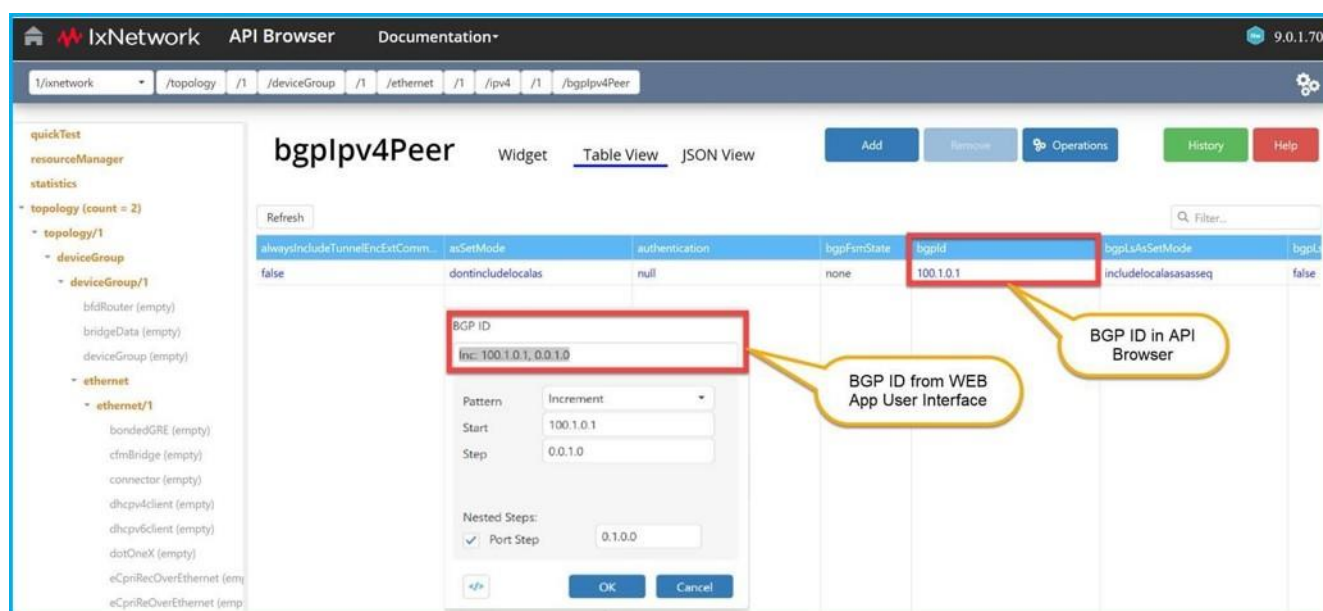 IxNetwork API Browser Documentation 9.0.1.70
1/ixnetwork /topology /1 /deviceGroup /1 /ethernet /1 /ipv4 /1 /bgpIpv4Peer
quickTest
resourceManager
statistics
topology (count = 2)
topology/1
deviceGroup
deviceGroup/1
bfdRouter (empty)
bridgeData (empty)
deviceGroup (empty)
ethernet
ethernet/1
bondedGRE (empty)
cfmBridge (empty)
connector (empty)
dhcpv4client (empty)
dhcpv6client (empty)
dotOneX (empty)
eCpriRecOverEthernet (em
eCpriReOverEthernet (emp
bgpIpv4Peer Widget Table View JSON View Add Remove Operations History Help
Refresh Filter...
alwaysIncludeTunnelEncExtComm... asSetMode authentication bgpFsmState bgpId bgpLsAsSetMode bgpL
false dontincludelocalas null none 100.1.0.1 includelocalasasasseq false
BGP ID
Inc: 100.1.0.1, 0.0.1.0
Pattern Increment
Start 100.1.0.1
Step 0.0.1.0
Nested Steps:
Port Step 0.1.0.0
</> OK Cancel
BGP ID from WEB
App User Interface
BGP ID in API
Browser